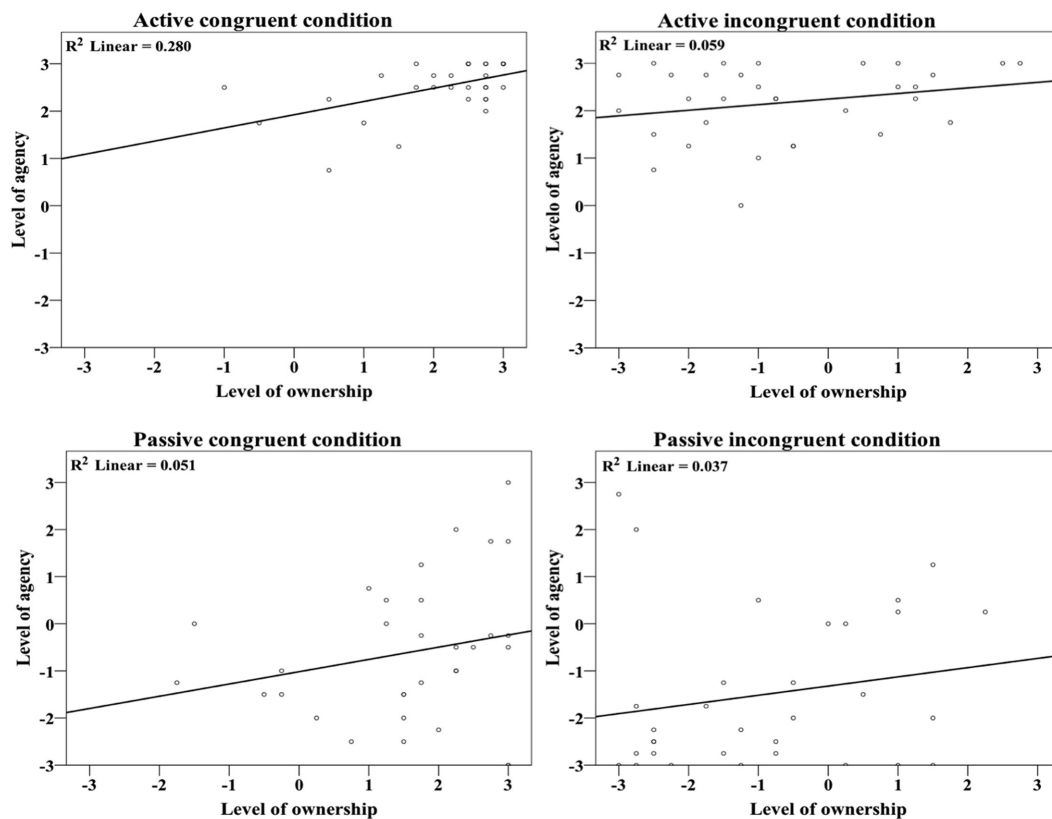 Active congruent condition
R² Linear = 0.280
3
2
1
0
-1
-2
-3
Level of agency
-3 -2 -1 0 1 2 3
Level of ownership
Active incongruent condition
R² Linear = 0.059
3
2
1
0
-1
-2
-3
Levelo of agency
-3 -2 -1 0 1 2 3
Level of ownership
Passive congruent condition
R² Linear = 0.051
3
2
1
0
-1
-2
-3
Level of agency
-3 -2 -1 0 1 2 3
Level of ownership
Passive incongruent condition
R² Linear = 0.037
3
2
1
0
-1
-2
-3
Level of agency
-3 -2 -1 0 1 2 3
Level of ownership